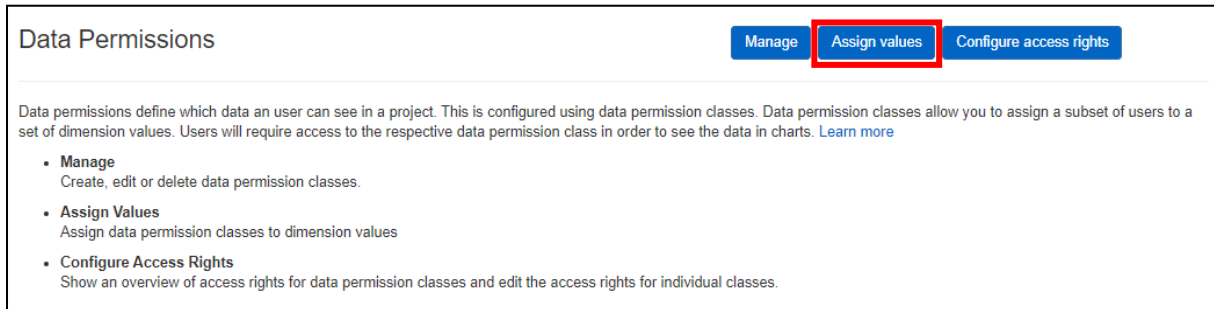 Data Permissions
Manage
Assign values
Configure access rights
Data permissions define which data an user can see in a project. This is configured using data permission classes. Data permission classes allow you to assign a subset of users to a
set of dimension values. Users will require access to the respective data permission class in order to see the data in charts. Learn more
• Manage
Create, edit or delete data permission classes.
• Assign Values
Assign data permission classes to dimension values
• Configure Access Rights
Show an overview of access rights for data permission classes and edit the access rights for individual classes.